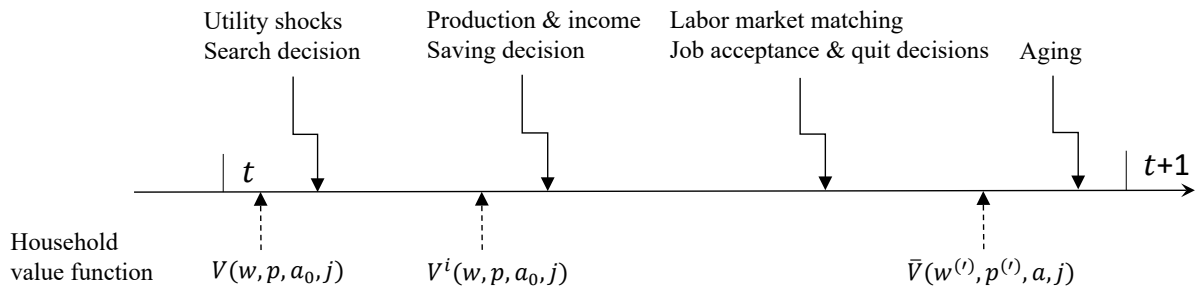 Utility shocks
Search decision
Production & income
Saving decision
Labor market matching
Job acceptance & quit decisions
Aging
t
t+1
Household
value function
V(w, p, a₀, j)
Vⁱ(w, p, a₀, j)
V̄(w⁽′⁾, p⁽′⁾, a, j)